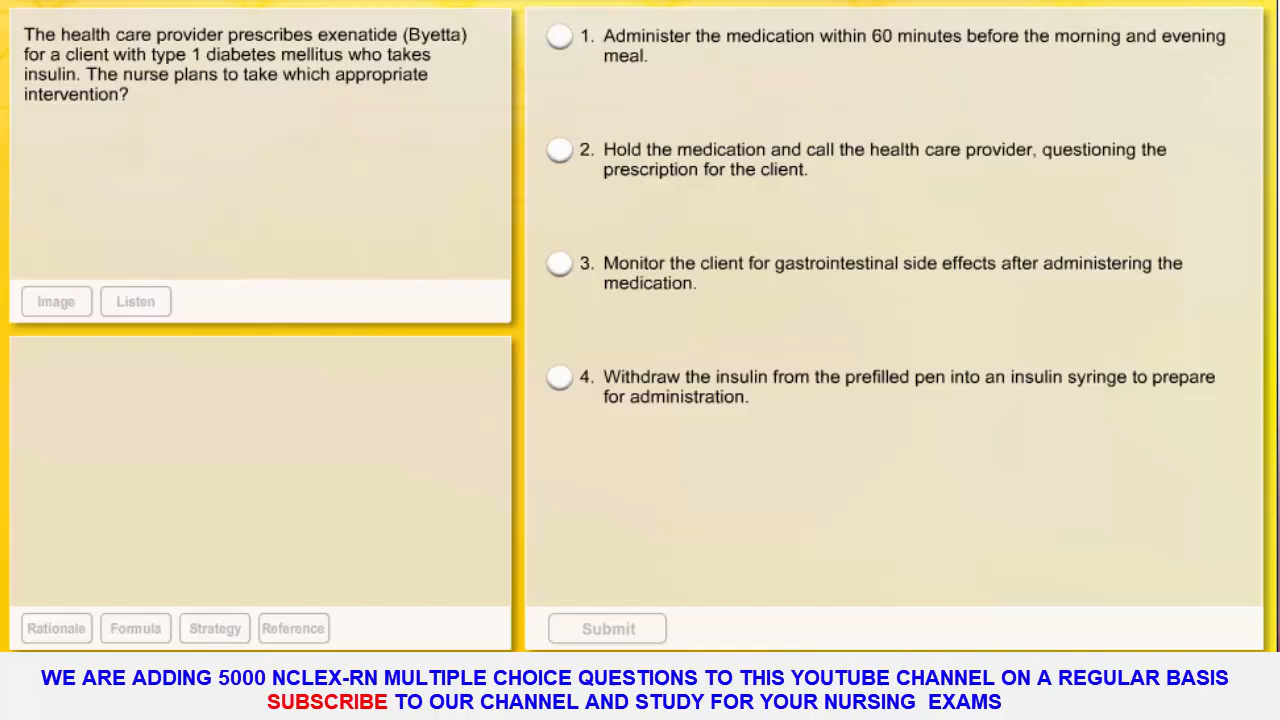 The health care provider prescribes exenatide (Byetta)
for a client with type 1 diabetes mellitus who takes
insulin. The nurse plans to take which appropriate
intervention?
Image
Listen
Rationale
Formula
Strategy
Reference
1. Administer the medication within 60 minutes before the morning and evening
meal.
2. Hold the medication and call the health care provider, questioning the
prescription for the client.
3. Monitor the client for gastrointestinal side effects after administering the
medication.
4. Withdraw the insulin from the prefilled pen into an insulin syringe to prepare
for administration.
Submit
WE ARE ADDING 5000 NCLEX-RN MULTIPLE CHOICE QUESTIONS TO THIS YOUTUBE CHANNEL ON A REGULAR BASIS
SUBSCRIBE TO OUR CHANNEL AND STUDY FOR YOUR NURSING EXAMS